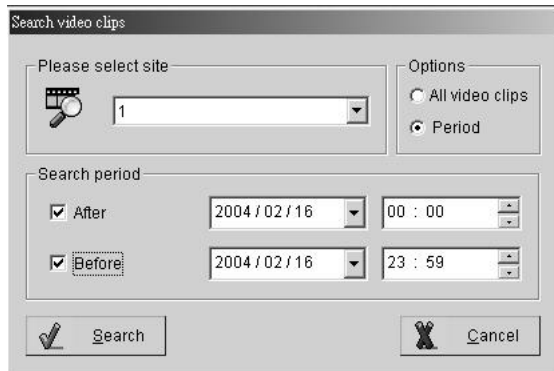 Search video clips
Please select site
1
Options
All video clips
Period
Search period
After 2004/02/16 00 : 00
Before 2004/02/16 23 : 59
Search
Cancel